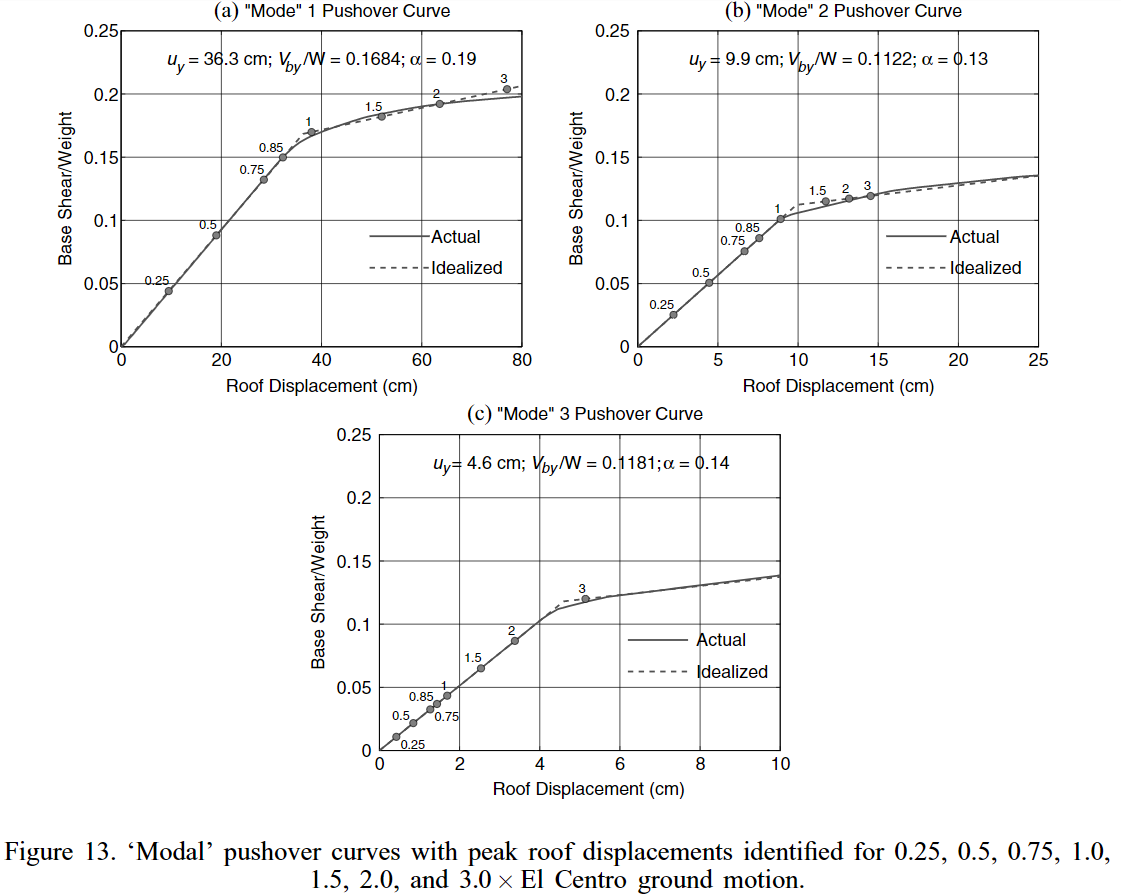 (a) "Mode" 1 Pushover Curve
u_y = 36.3 cm; V_by/W = 0.1684; α = 0.19
0.25
0.2
0.15
0.1
0.05
0
Base Shear/Weight
0.25
0.5
0.75
0.85
1
1.5
2
3
Actual
Idealized
0 20 40 60 80
Roof Displacement (cm)
(b) "Mode" 2 Pushover Curve
u_y = 9.9 cm; V_by/W = 0.1122; α = 0.13
0.25
0.2
0.15
0.1
0.05
0
Base Shear/Weight
0.25
0.5
0.75
0.85
1
1.5
2
3
Actual
Idealized
0 5 10 15 20 25
Roof Displacement (cm)
(c) "Mode" 3 Pushover Curve
u_y= 4.6 cm; V_by/W = 0.1181; α = 0.14
0.25
0.2
0.15
0.1
0.05
0
Base Shear/Weight
0.25
0.5
0.75
0.85
1
1.5
2
3
Actual
Idealized
0 2 4 6 8 10
Roof Displacement (cm)
Figure 13. ‘Modal’ pushover curves with peak roof displacements identified for 0.25, 0.5, 0.75, 1.0,
1.5, 2.0, and 3.0 × El Centro ground motion.